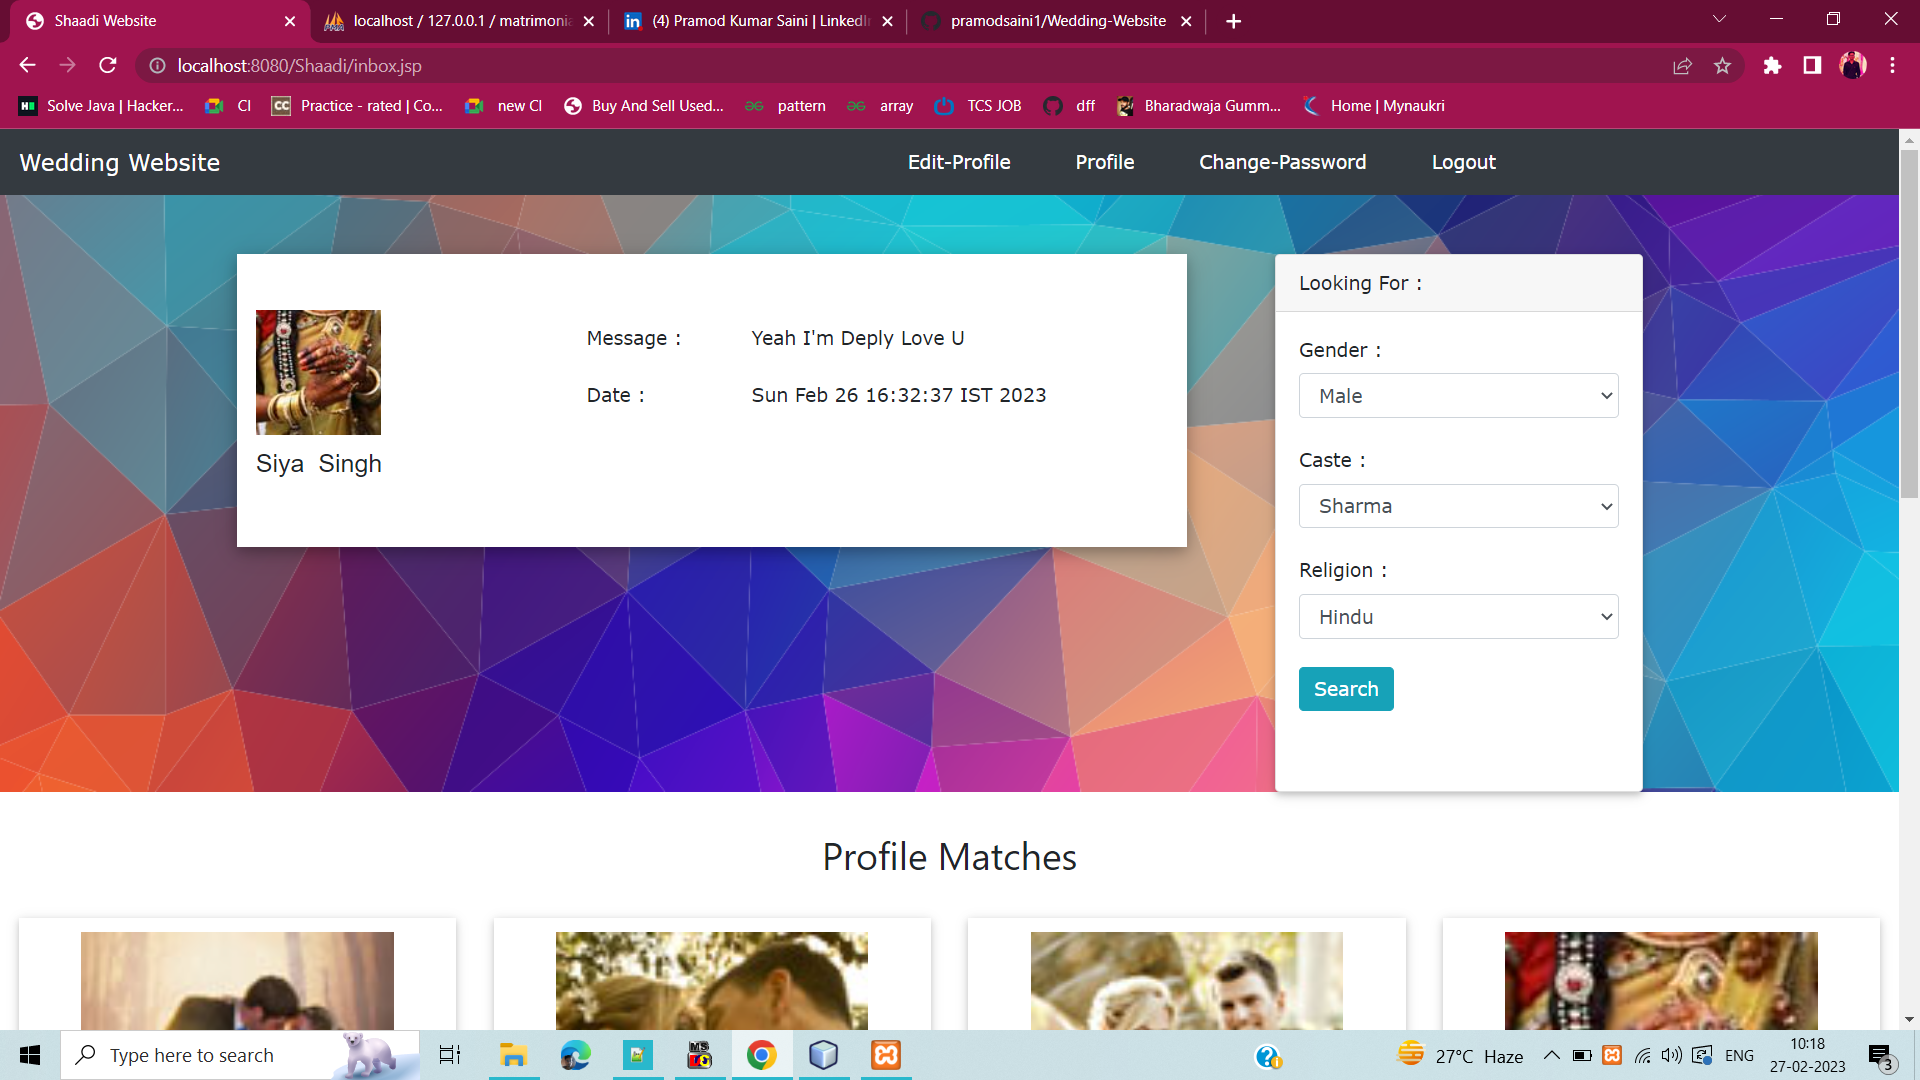 Shaadi Website
localhost / 127.0.0.1 / matrimonia
(4) Pramod Kumar Saini | LinkedIn
pramodsaini1/Wedding-Website
localhost:8080/Shaadi/inbox.jsp
Solve Java | Hacker...
CI
Practice - rated | Co...
new CI
Buy And Sell Used...
pattern
array
TCS JOB
dff
Bharadwaja Gumm...
Home | Mynaukri
Wedding Website
Edit-Profile
Profile
Change-Password
Logout
Message :
Yeah I'm Deply Love U
Date :
Sun Feb 26 16:32:37 IST 2023
Siya Singh
Looking For :
Gender :
Male
Caste :
Sharma
Religion :
Hindu
Search
Profile Matches
Type here to search
27°C Haze
ENG
10:18
27-02-2023
3